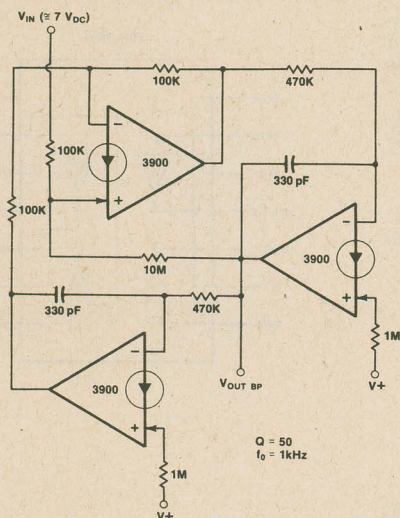 VIN (≅ 7 VDC)
100K
470K
−
100K
3900
+
330 pF
100K
−
10M
3900
+
330 pF
470K
1M
−
3900
VOUT BP
V+
+
Q = 50
f0 = 1kHz
1M
V+